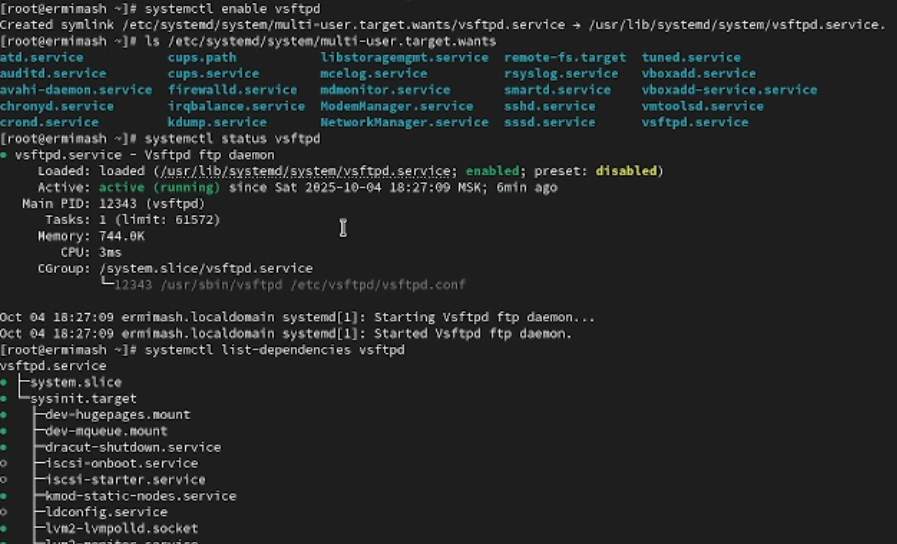 [root@ermimash ~]# systemctl enable vsftpd
Created symlink /etc/systemd/system/multi-user.target.wants/vsftpd.service → /usr/lib/systemd/system/vsftpd.service.
[root@ermimash ~]# ls /etc/systemd/system/multi-user.target.wants
atd.service cups.path libstoragemgmt.service remote-fs.target tuned.service
auditd.service cups.service mcelog.service rsyslog.service vboxadd.service
avahi-daemon.service firewalld.service mdmonitor.service smartd.service vboxadd-service.service
chronyd.service irqbalance.service ModemManager.service sshd.service vmtoolsd.service
crond.service kdump.service NetworkManager.service sssd.service vsftpd.service
[root@ermimash ~]# systemctl status vsftpd
● vsftpd.service - Vsftpd ftp daemon
Loaded: loaded (/usr/lib/systemd/system/vsftpd.service; enabled; preset: disabled)
Active: active (running) since Sat 2025-10-04 18:27:09 MSK; 6min ago
Main PID: 12343 (vsftpd)
Tasks: 1 (limit: 61572)
Memory: 744.0K
CPU: 3ms
CGroup: /system.slice/vsftpd.service
└─12343 /usr/sbin/vsftpd /etc/vsftpd/vsftpd.conf
Oct 04 18:27:09 ermimash.localdomain systemd[1]: Starting Vsftpd ftp daemon...
Oct 04 18:27:09 ermimash.localdomain systemd[1]: Started Vsftpd ftp daemon.
[root@ermimash ~]# systemctl list-dependencies vsftpd
vsftpd.service
● ├─system.slice
● └─sysinit.target
● ├─dev-hugepages.mount
● ├─dev-mqueue.mount
● ├─dracut-shutdown.service
○ ├─iscsi-onboot.service
○ ├─iscsi-starter.service
● ├─kmod-static-nodes.service
○ ├─ldconfig.service
● ├─lvm2-lvmpolld.socket